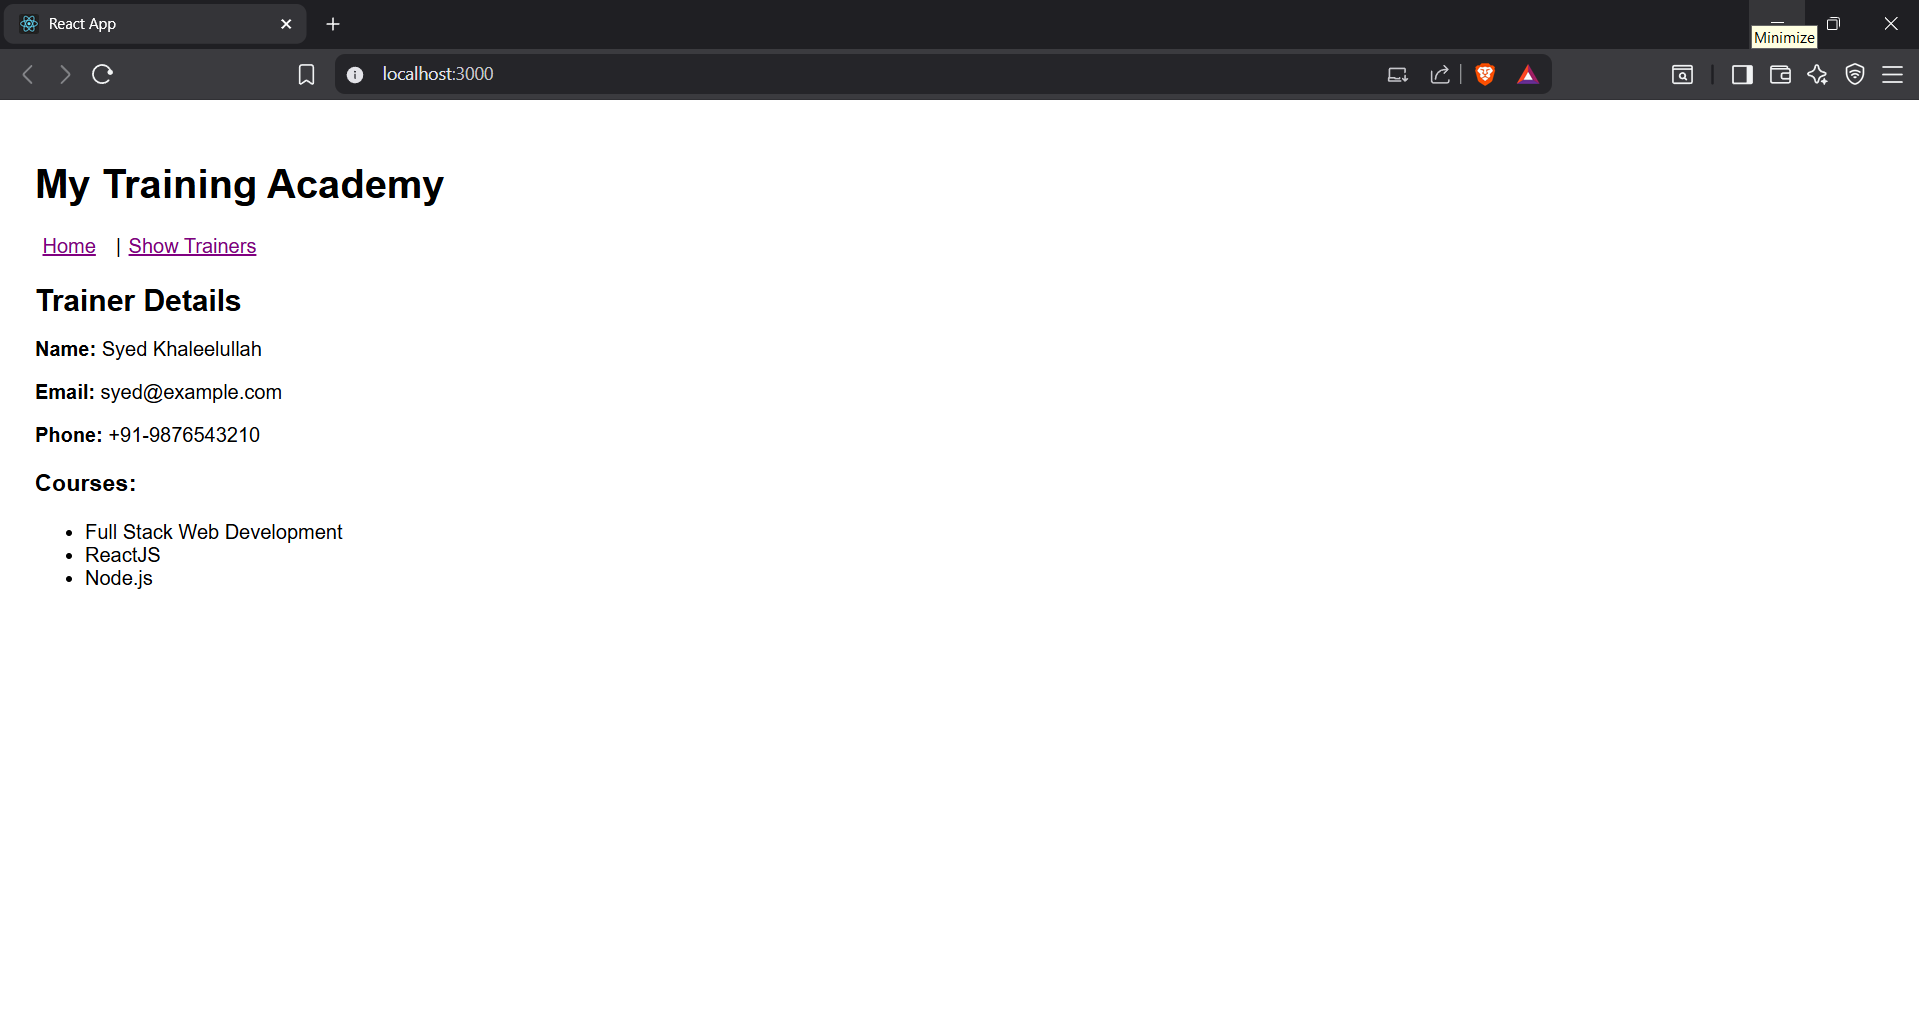 React App
Minimize
localhost:3000
My Training Academy
Home | Show Trainers
Trainer Details
Name: Syed Khaleelullah
Email: syed@example.com
Phone: +91-9876543210
Courses:
• Full Stack Web Development
• ReactJS
• Node.js